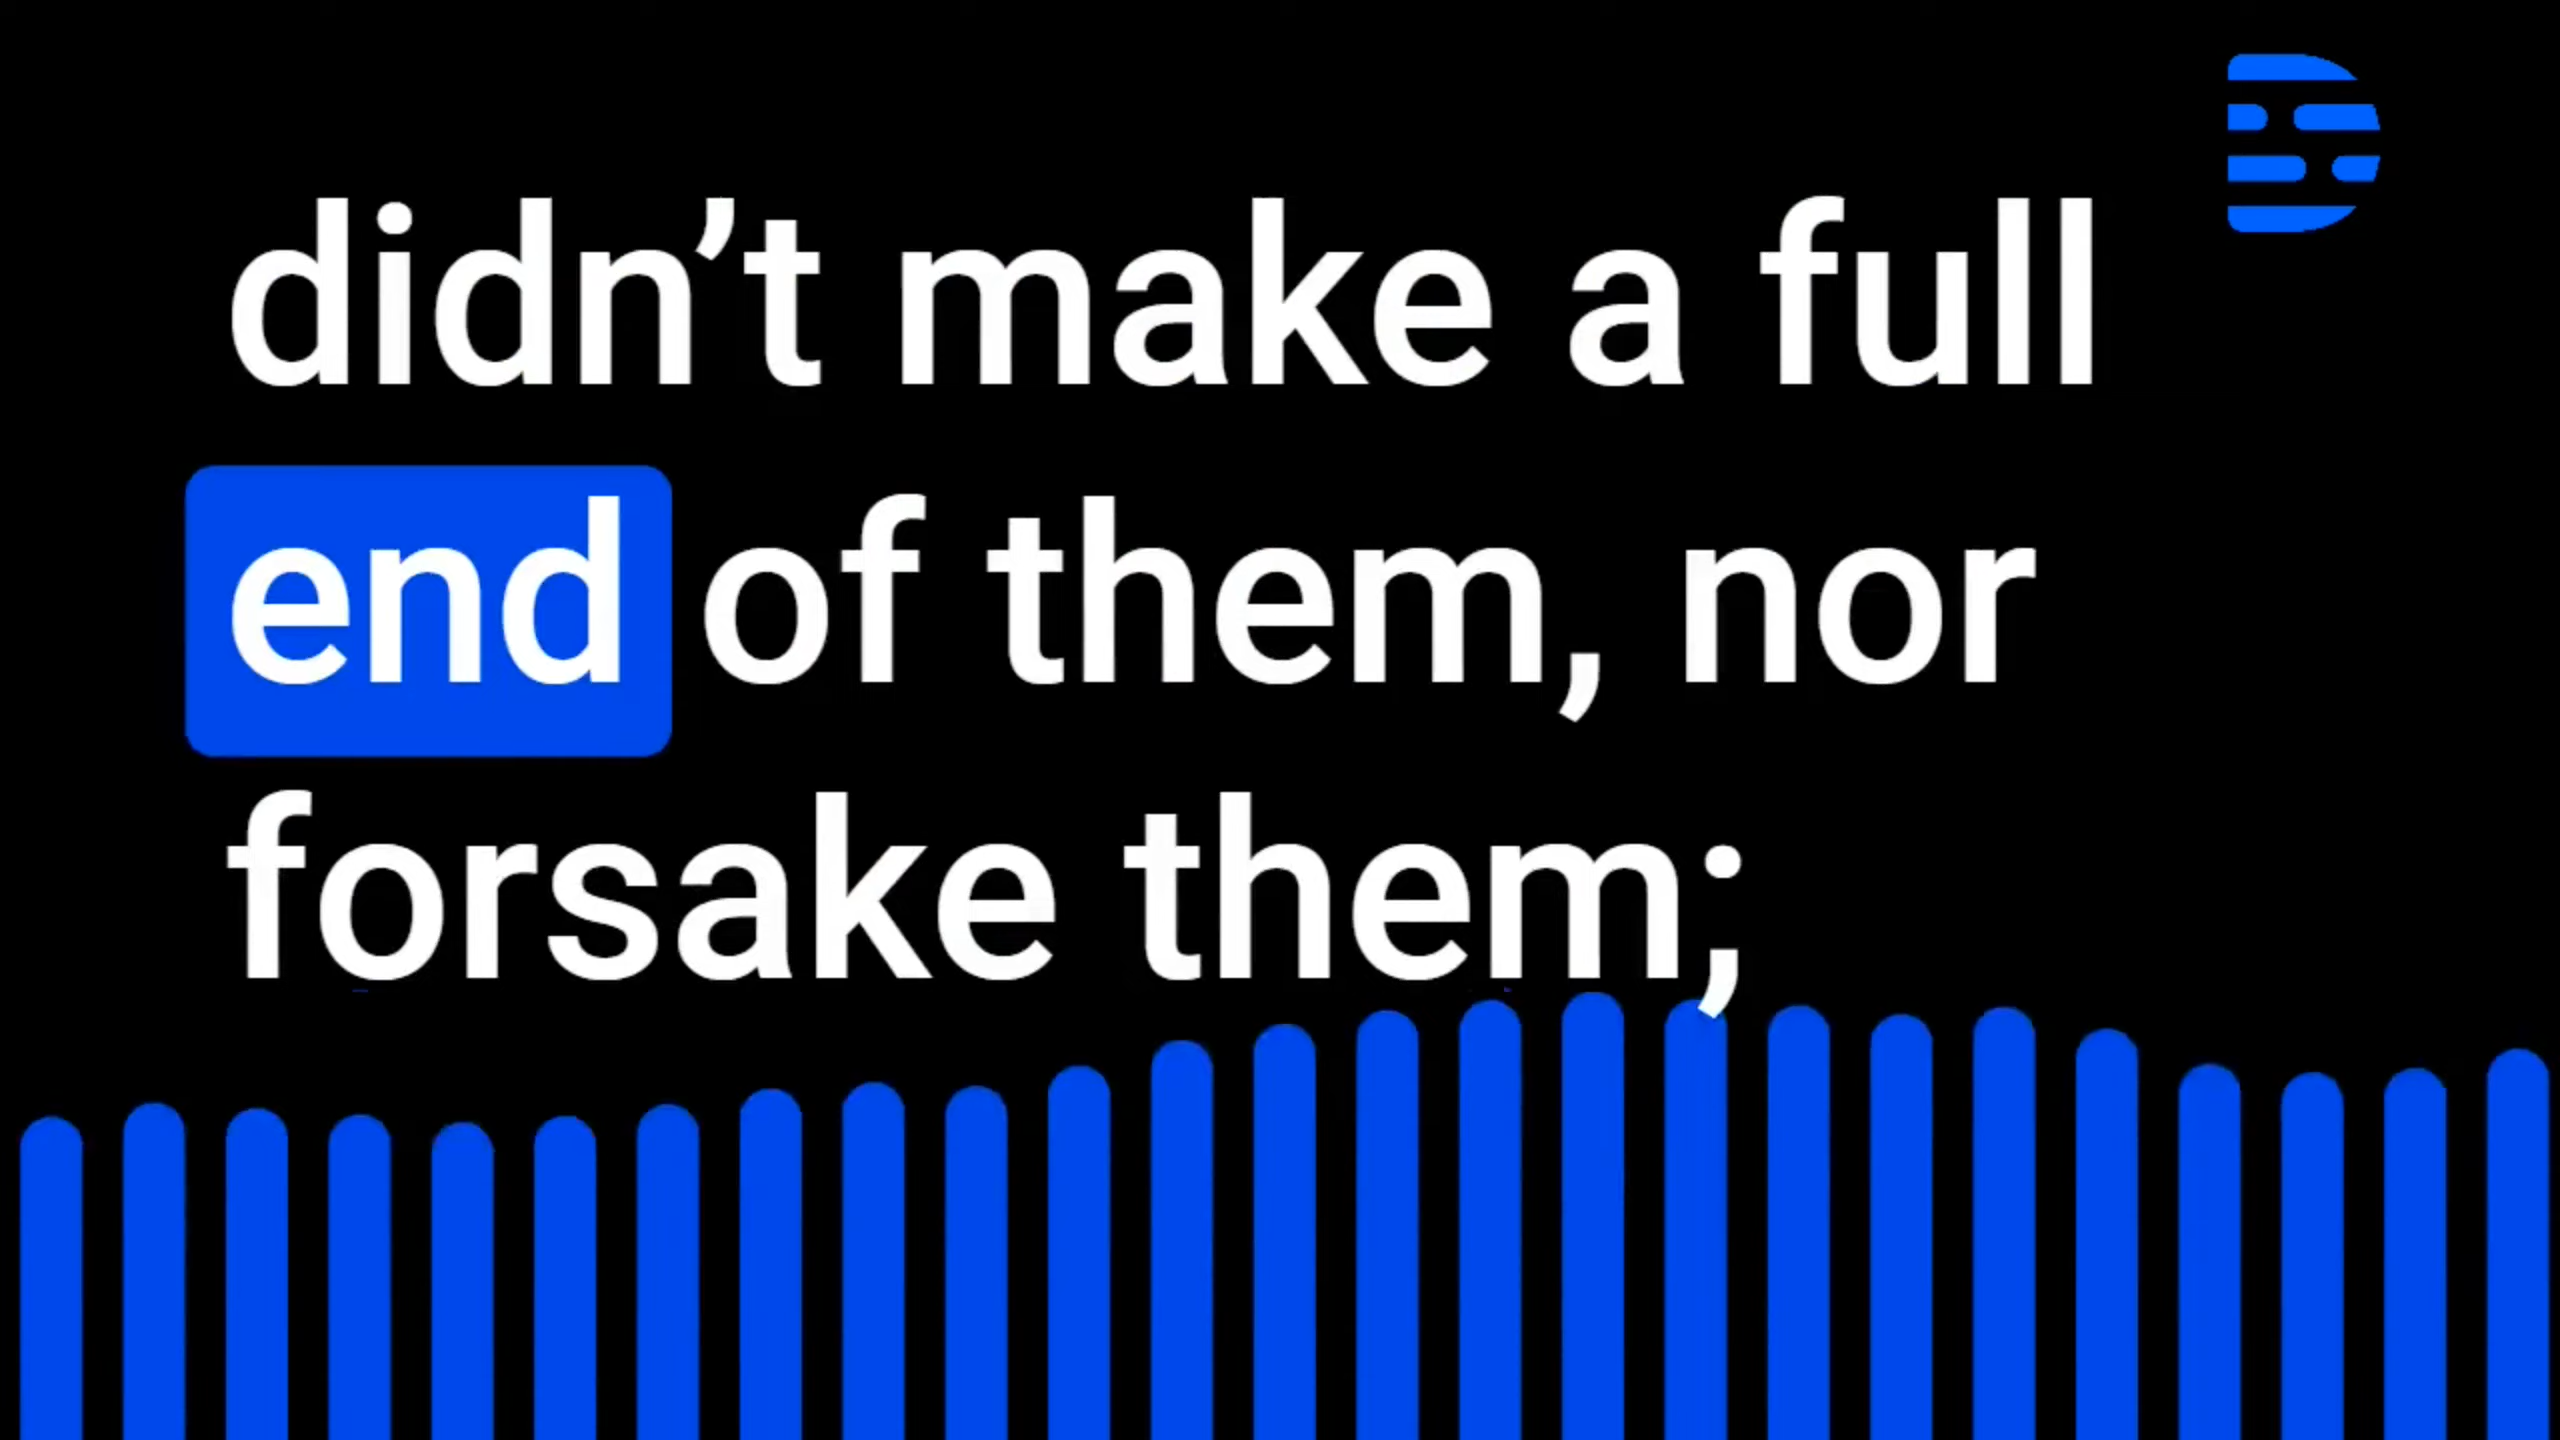 didn’t make a full
end of them, nor
forsake them;